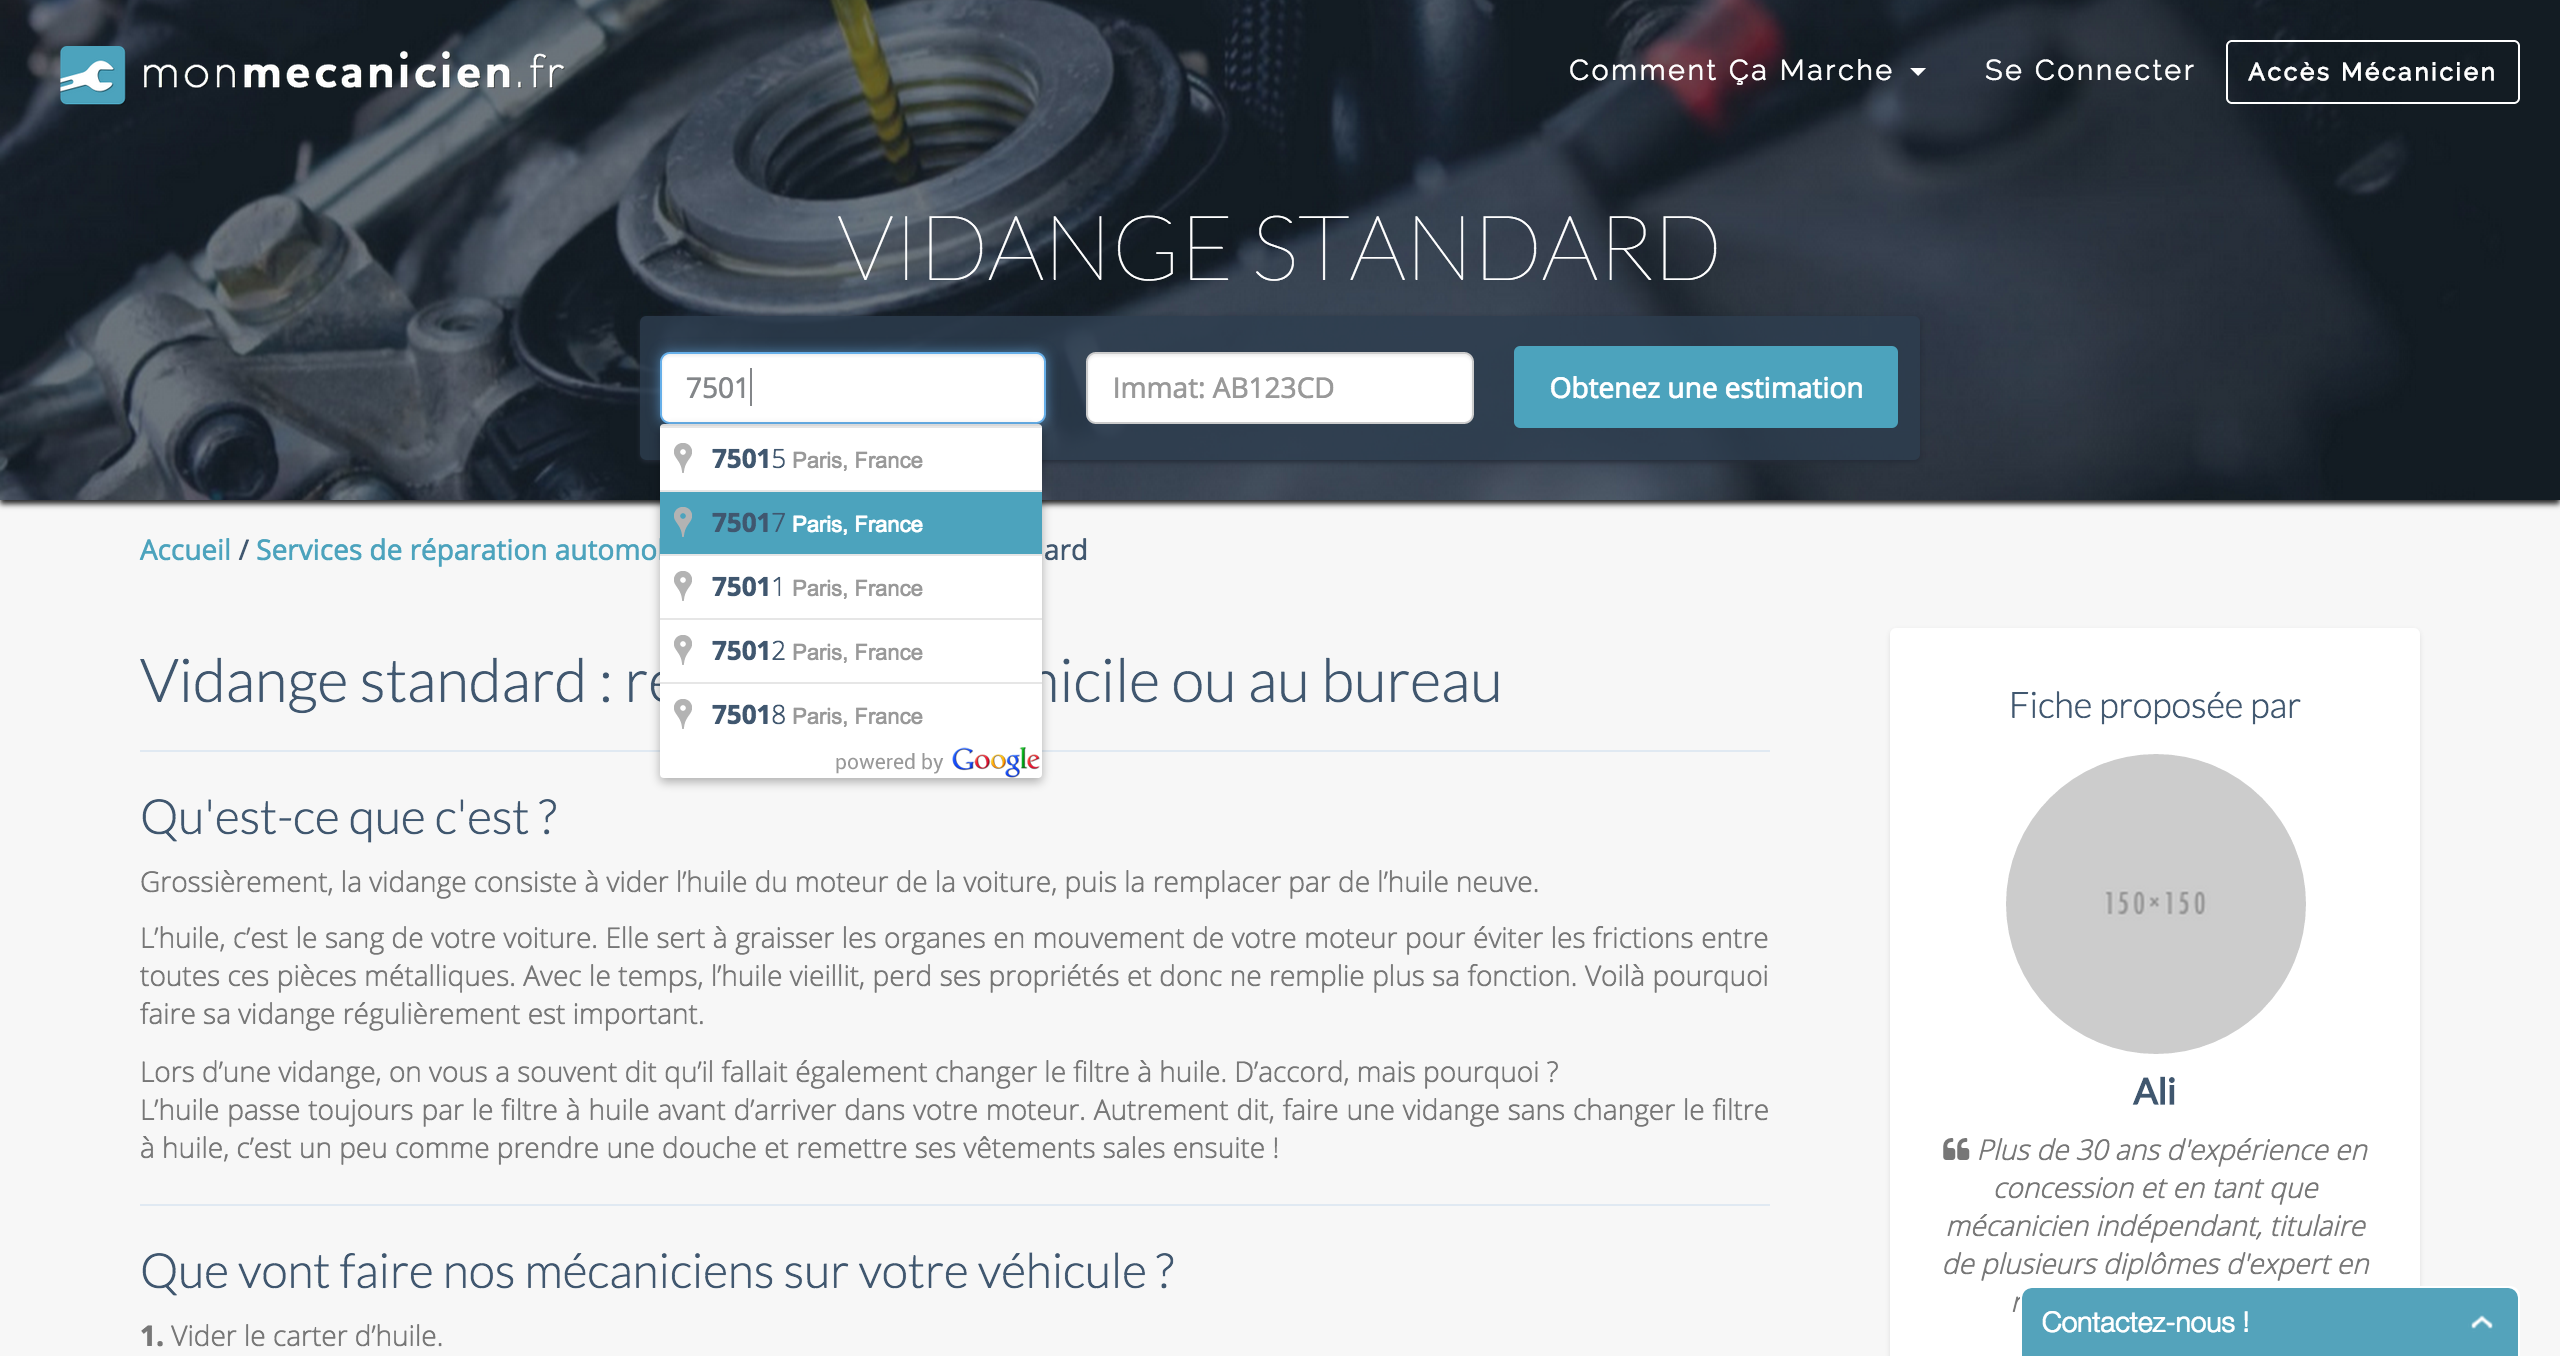 monmecanicien.fr
Comment Ça Marche
Se Connecter
Accès Mécanicien
VIDANGE STANDARD
7501
Immat: AB123CD
Obtenez une estimation
75015 Paris, France
75017 Paris, France
75011 Paris, France
75012 Paris, France
75018 Paris, France
powered by Google
Accueil / Services de réparation automo ard
Vidange standard : re icile ou au bureau
Qu'est-ce que c'est ?
Grossièrement, la vidange consiste à vider l’huile du moteur de la voiture, puis la remplacer par de l’huile neuve.
L’huile, c’est le sang de votre voiture. Elle sert à graisser les organes en mouvement de votre moteur pour éviter les frictions entre
toutes ces pièces métalliques. Avec le temps, l’huile vieillit, perd ses propriétés et donc ne remplie plus sa fonction. Voilà pourquoi
faire sa vidange régulièrement est important.
Lors d’une vidange, on vous a souvent dit qu’il fallait également changer le filtre à huile. D’accord, mais pourquoi ?
L’huile passe toujours par le filtre à huile avant d’arriver dans votre moteur. Autrement dit, faire une vidange sans changer le filtre
à huile, c’est un peu comme prendre une douche et remettre ses vêtements sales ensuite !
Que vont faire nos mécaniciens sur votre véhicule ?
1. Vider le carter d’huile.
Fiche proposée par
150×150
Ali
Plus de 30 ans d'expérience en
concession et en tant que
mécanicien indépendant, titulaire
de plusieurs diplômes d'expert en
Contactez-nous !